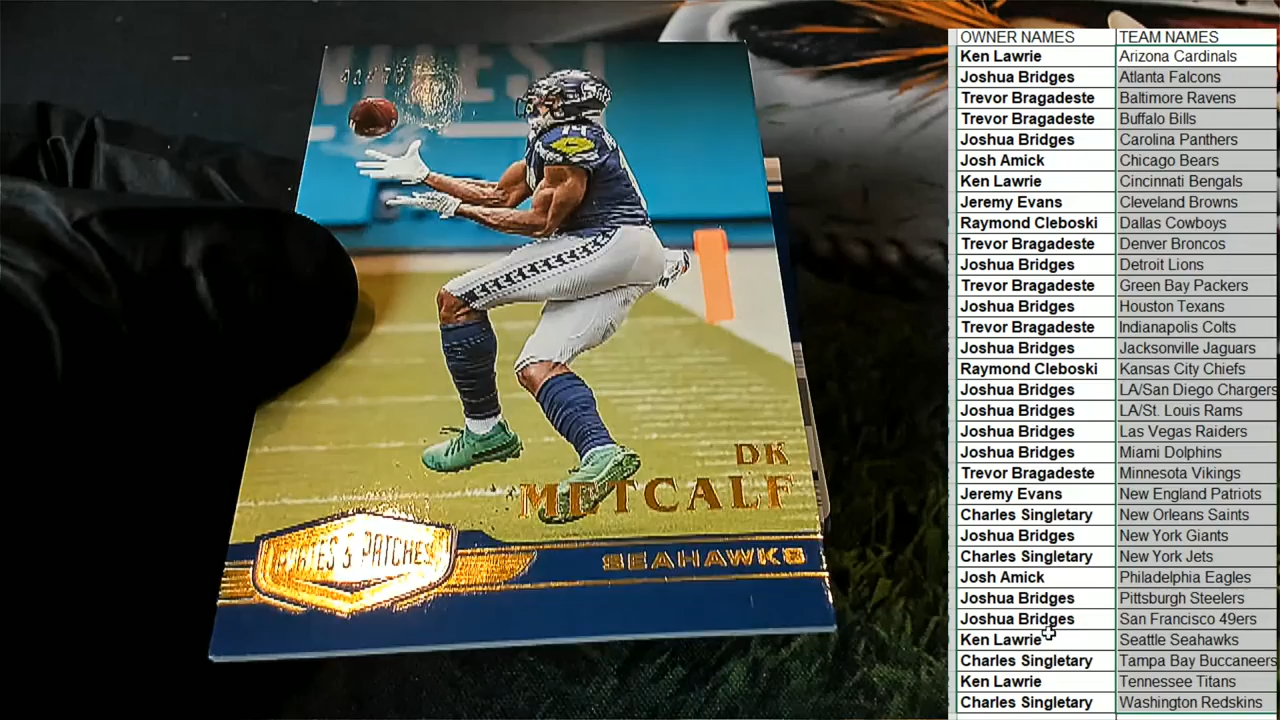 DK
METCALF
PLATES & PATCHES
SEAHAWKS
14
OWNER NAMES TEAM NAMES
Ken Lawrie Arizona Cardinals
Joshua Bridges Atlanta Falcons
Trevor Bragadeste Baltimore Ravens
Trevor Bragadeste Buffalo Bills
Joshua Bridges Carolina Panthers
Josh Amick Chicago Bears
Ken Lawrie Cincinnati Bengals
Jeremy Evans Cleveland Browns
Raymond Cleboski Dallas Cowboys
Trevor Bragadeste Denver Broncos
Joshua Bridges Detroit Lions
Trevor Bragadeste Green Bay Packers
Joshua Bridges Houston Texans
Trevor Bragadeste Indianapolis Colts
Joshua Bridges Jacksonville Jaguars
Raymond Cleboski Kansas City Chiefs
Joshua Bridges LA/San Diego Chargers
Joshua Bridges LA/St. Louis Rams
Joshua Bridges Las Vegas Raiders
Joshua Bridges Miami Dolphins
Trevor Bragadeste Minnesota Vikings
Jeremy Evans New England Patriots
Charles Singletary New Orleans Saints
Joshua Bridges New York Giants
Charles Singletary New York Jets
Josh Amick Philadelphia Eagles
Joshua Bridges Pittsburgh Steelers
Joshua Bridges San Francisco 49ers
Ken Lawrie Seattle Seahawks
Charles Singletary Tampa Bay Buccaneers
Ken Lawrie Tennessee Titans
Charles Singletary Washington Redskins